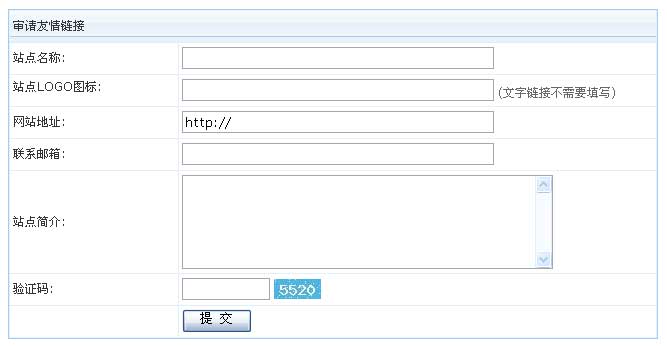 审请友情链接
站点名称：
站点LOGO图标： (文字链接不需要填写)
网站地址： http://
联系邮箱：
站点简介：
验证码： 5520
提 交